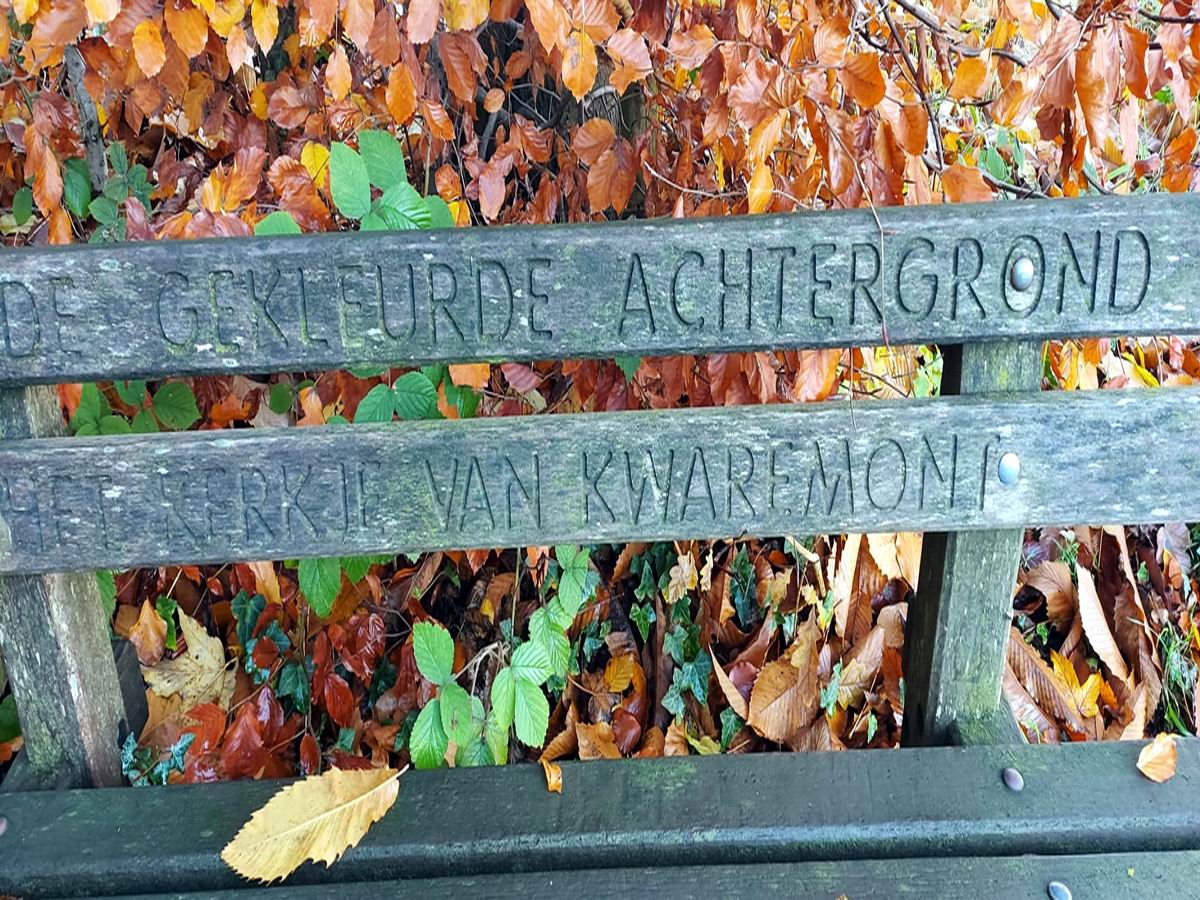 DE GEKLEURDE ACHTERGROND
HET KERKJE VAN KWAREMONT